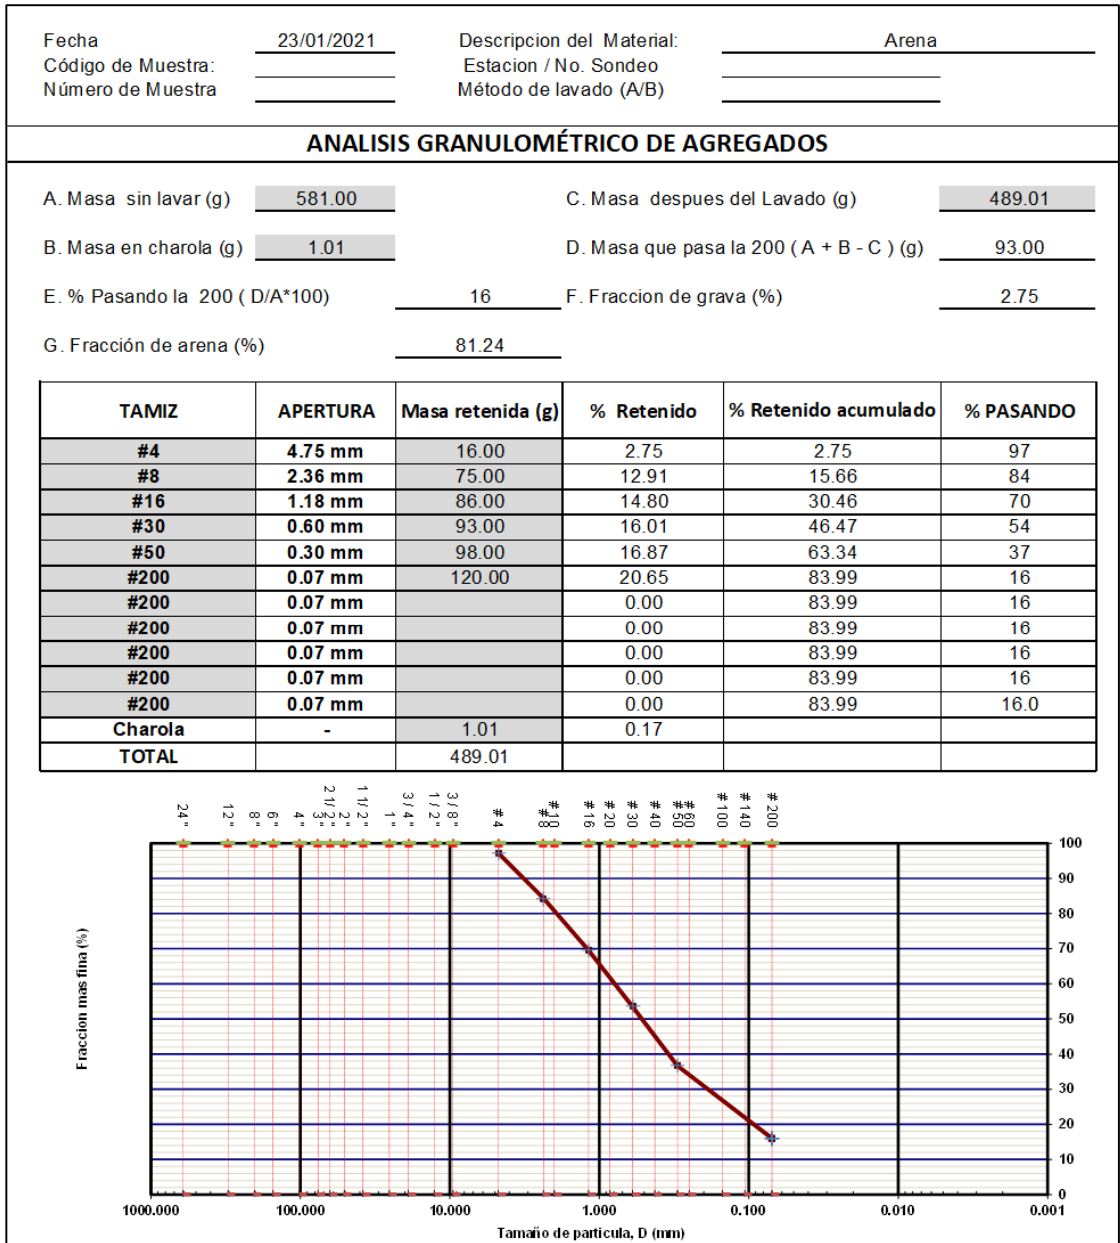 Fecha 23/01/2021 Descripcion del Material: Arena
Código de Muestra: Estacion / No. Sondeo
Número de Muestra Método de lavado (A/B)
ANALISIS GRANULOMÉTRICO DE AGREGADOS
A. Masa sin lavar (g) 581.00 C. Masa despues del Lavado (g) 489.01
B. Masa en charola (g) 1.01 D. Masa que pasa la 200 ( A + B - C ) (g) 93.00
E. % Pasando la 200 ( D/A*100) 16 F. Fraccion de grava (%) 2.75
G. Fracción de arena (%) 81.24
TAMIZ APERTURA Masa retenida (g) % Retenido % Retenido acumulado % PASANDO
#4 4.75 mm 16.00 2.75 2.75 97
#8 2.36 mm 75.00 12.91 15.66 84
#16 1.18 mm 86.00 14.80 30.46 70
#30 0.60 mm 93.00 16.01 46.47 54
#50 0.30 mm 98.00 16.87 63.34 37
#200 0.07 mm 120.00 20.65 83.99 16
#200 0.07 mm 0.00 83.99 16
#200 0.07 mm 0.00 83.99 16
#200 0.07 mm 0.00 83.99 16
#200 0.07 mm 0.00 83.99 16
#200 0.07 mm 0.00 83.99 16.0
Charola - 1.01 0.17
TOTAL 489.01
24" 12" 8" 6" 4" 3" 2 1/ 2" 2" 1 1/ 2" 1" 3/ 4" 1/ 2" 3/ 8" # 4 # 8 # 10 # 16 # 20 # 30 # 40 # 50 # 60 # 100 # 140 # 200
100
90
80
70
60
50
40
30
20
10
0
Fraccion mas fina (%)
1000.000 100.000 10.000 1.000 0.100 0.010 0.001
Tamaño de particula, D (mm)